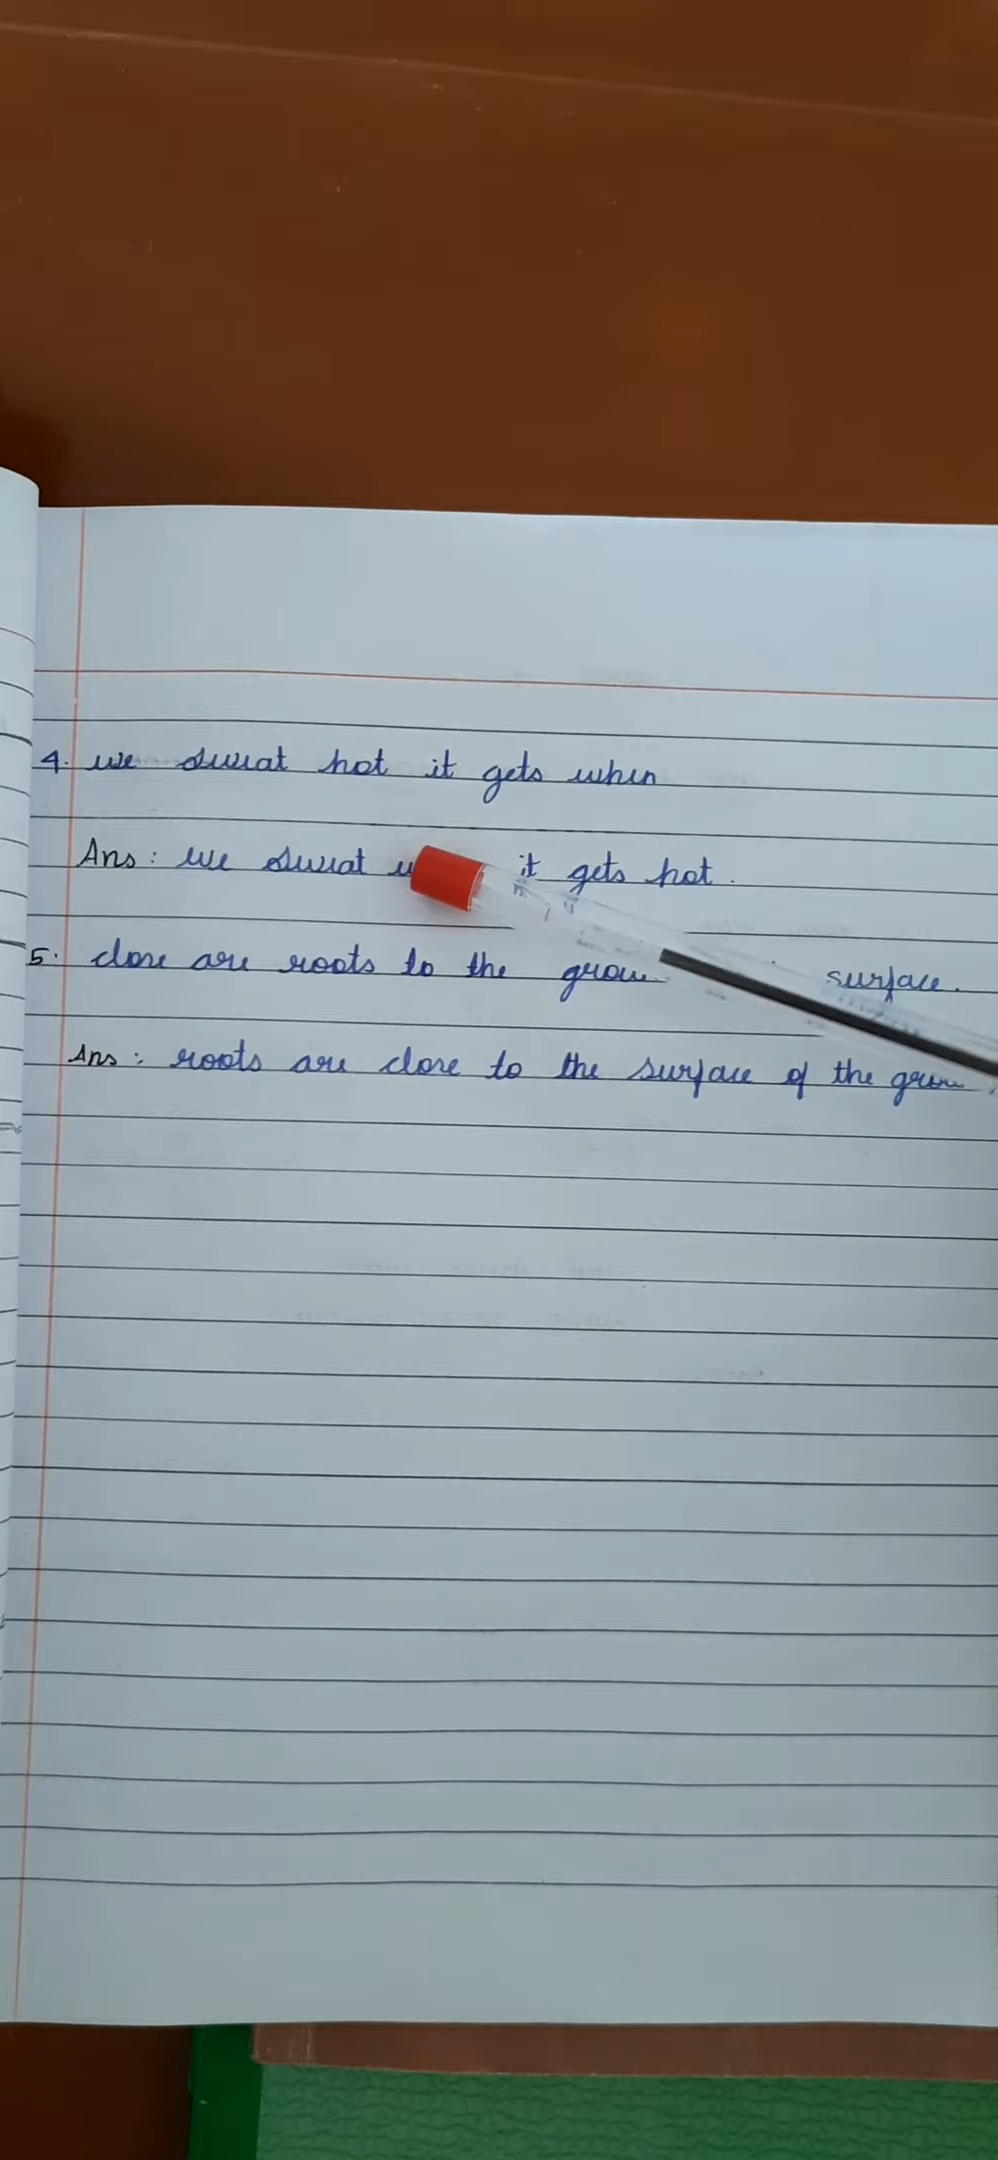 4. we sweat hot it gets when
Ans : we sweat it gets hot.
5. close are roots to the surface.
Ans : roots are close to the surface of the